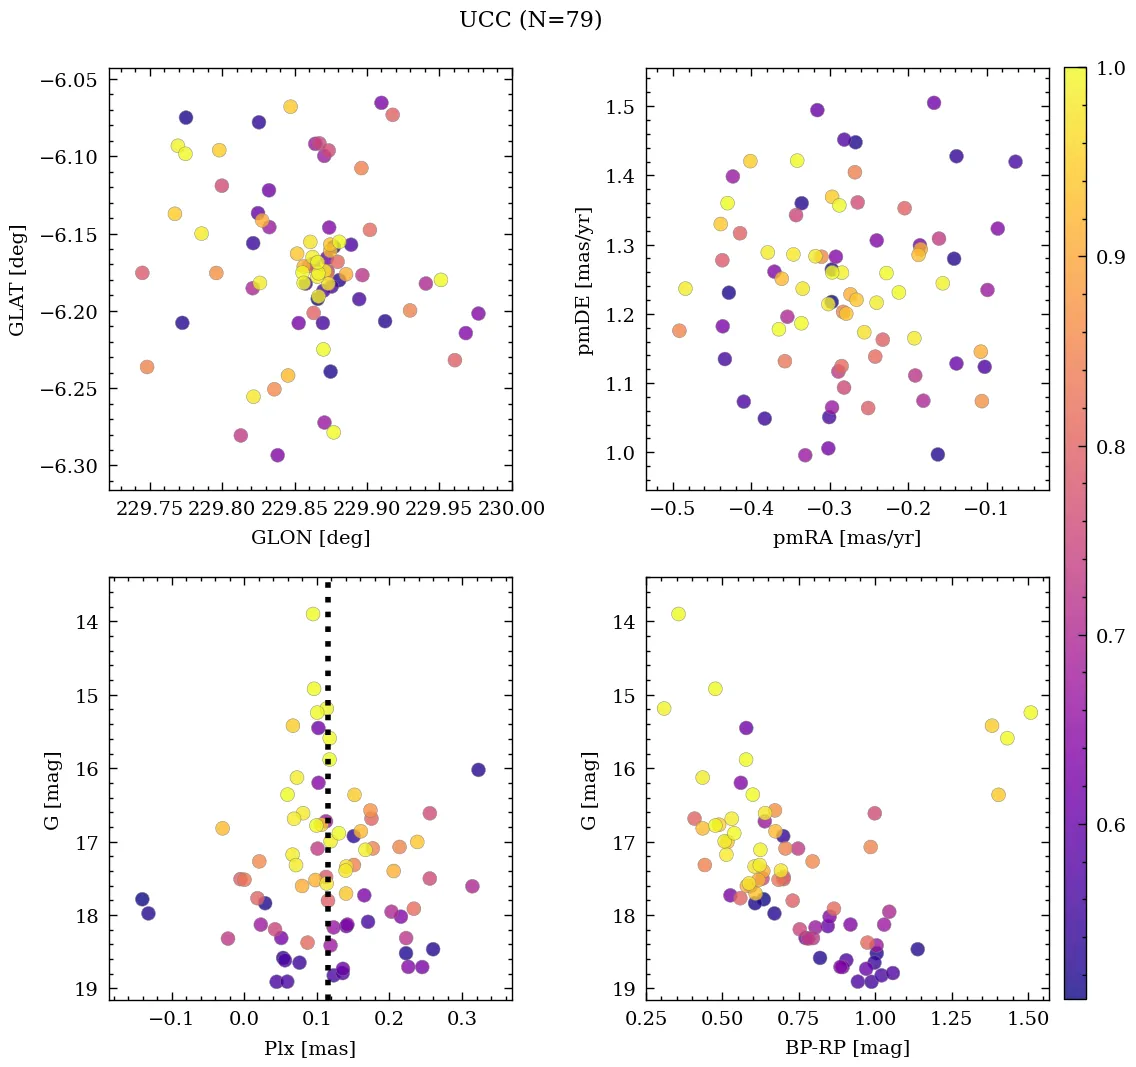 UCC (N=79)
−6.05
−6.10
−6.15
−6.20
−6.25
−6.30
GLAT [deg]
229.75 229.80 229.85 229.90 229.95 230.00
GLON [deg]
1.5
1.4
1.3
1.2
1.1
1.0
pmDE [mas/yr]
−0.5 −0.4 −0.3 −0.2 −0.1
pmRA [mas/yr]
1.0
0.9
0.8
0.7
0.6
14
15
16
17
18
19
G [mag]
−0.1 0.0 0.1 0.2 0.3
Plx [mas]
14
15
16
17
18
19
G [mag]
0.25 0.50 0.75 1.00 1.25 1.50
BP-RP [mag]